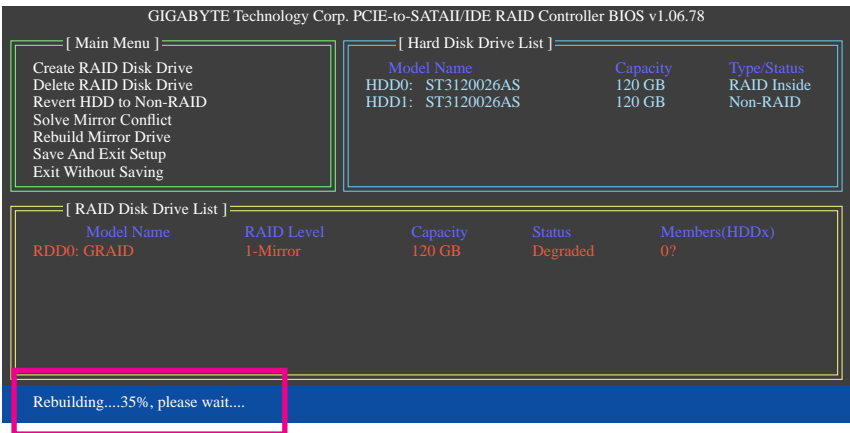 GIGABYTE Technology Corp. PCIE-to-SATAII/IDE RAID Controller BIOS v1.06.78
[ Main Menu ]
Create RAID Disk Drive
Delete RAID Disk Drive
Revert HDD to Non-RAID
Solve Mirror Conflict
Rebuild Mirror Drive
Save And Exit Setup
Exit Without Saving
[ Hard Disk Drive List ]
Model Name Capacity Type/Status
HDD0: ST3120026AS 120 GB RAID Inside
HDD1: ST3120026AS 120 GB Non-RAID
[ RAID Disk Drive List ]
Model Name RAID Level Capacity Status Members(HDDx)
RDD0: GRAID 1-Mirror 120 GB Degraded 0?
Rebuilding....35%, please wait....